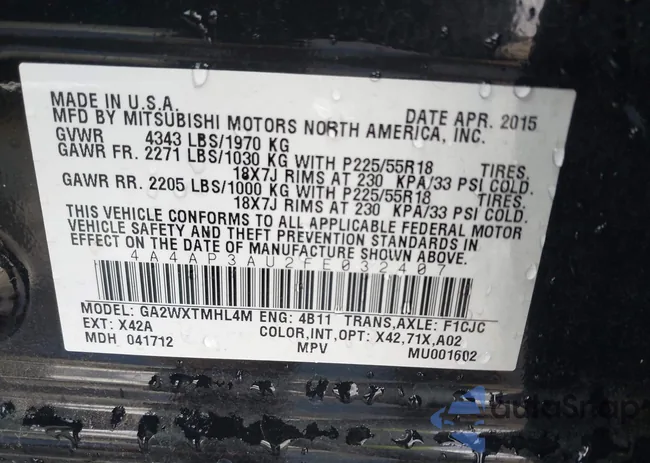 MADE IN U.S.A. DATE APR. 2015
MFD BY MITSUBISHI MOTORS NORTH AMERICA, INC.
GVWR 4343 LBS/1970 KG
GAWR FR. 2271 LBS/1030 KG WITH P225/55R18 TIRES.
18X7J RIMS AT 230 KPA/33 PSI COLD.
GAWR RR. 2205 LBS/1000 KG WITH P225/55R18 TIRES.
18X7J RIMS AT 230 KPA/33 PSI COLD.
THIS VEHICLE CONFORMS TO ALL APPLICABLE FEDERAL MOTOR
VEHICLE SAFETY AND THEFT PREVENTION STANDARDS IN
EFFECT ON THE DATE OF MANUFACTURE SHOWN ABOVE.
4A4AP3AU2FE032407
MODEL: GA2WXTMHL4M ENG: 4B11 TRANS,AXLE: F1CJC
EXT: X42A COLOR,INT,OPT: X42,71X,A02
MDH 041712 MPV MU001602
AutoSnap